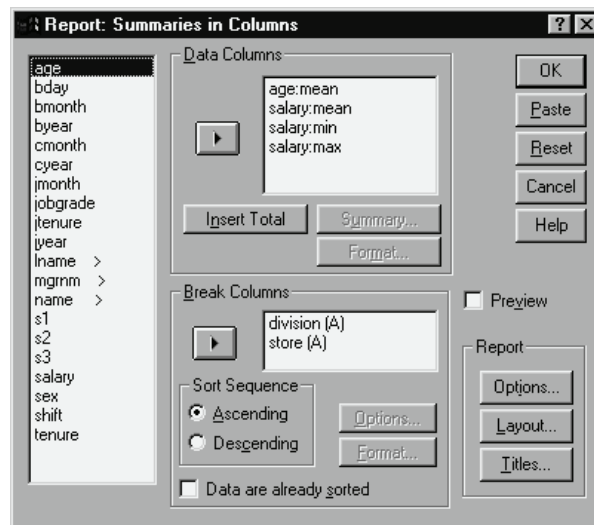 Report: Summaries in Columns
age
bday
bmonth
byear
cmonth
cyear
jmonth
jobgrade
jtenure
jyear
lname >
mgrnm >
name >
s1
s2
s3
salary
sex
shift
tenure
Data Columns
age:mean
salary:mean
salary:min
salary:max
Insert Total
Summary...
Format...
Break Columns
division (A)
store (A)
Sort Sequence
Ascending
Descending
Options...
Format...
Data are already sorted
OK
Paste
Reset
Cancel
Help
Preview
Report
Options...
Layout...
Titles...